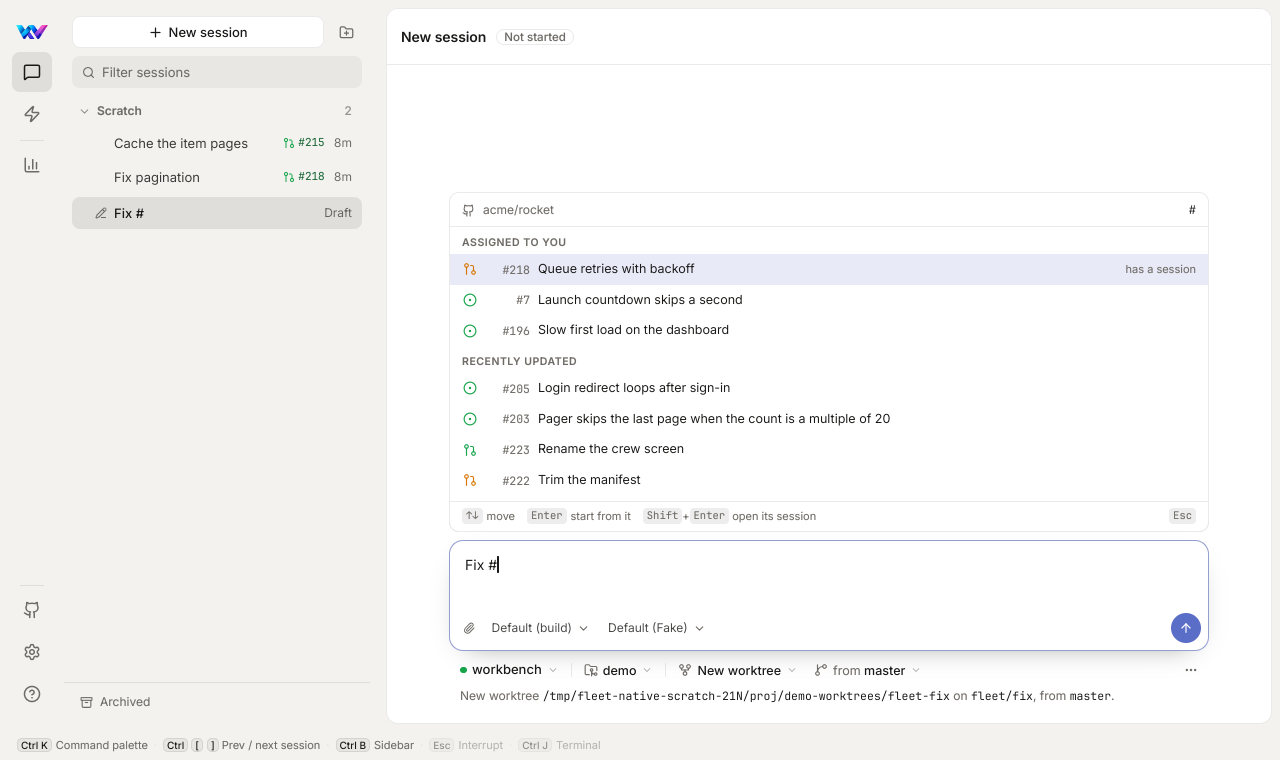 New session
Filter sessions
Scratch 2
Cache the item pages #215 8m
Fix pagination #218 8m
Fix # Draft
Archived
New session Not started
acme/rocket #
ASSIGNED TO YOU
#218 Queue retries with backoff has a session
#7 Launch countdown skips a second
#196 Slow first load on the dashboard
RECENTLY UPDATED
#205 Login redirect loops after sign-in
#203 Pager skips the last page when the count is a multiple of 20
#223 Rename the crew screen
#222 Trim the manifest
↑↓ move Enter start from it Shift+Enter open its session Esc
Fix #
Default (build) Default (Fake)
workbench demo New worktree from master
New worktree /tmp/fleet-native-scratch-21N/proj/demo-worktrees/fleet-fix on fleet/fix, from master.
Ctrl K Command palette Ctrl [ ] Prev / next session Ctrl B Sidebar Esc Interrupt Ctrl J Terminal